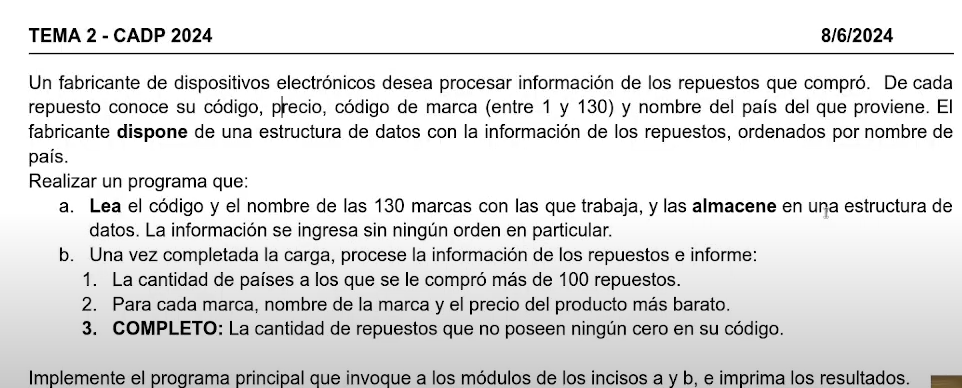 TEMA 2 - CADP 2024 8/6/2024
Un fabricante de dispositivos electrónicos desea procesar información de los repuestos que compró. De cada
repuesto conoce su código, precio, código de marca (entre 1 y 130) y nombre del país del que proviene. El
fabricante dispone de una estructura de datos con la información de los repuestos, ordenados por nombre de
país.
Realizar un programa que:
a. Lea el código y el nombre de las 130 marcas con las que trabaja, y las almacene en una estructura de
datos. La información se ingresa sin ningún orden en particular.
b. Una vez completada la carga, procese la información de los repuestos e informe:
1. La cantidad de países a los que se le compró más de 100 repuestos.
2. Para cada marca, nombre de la marca y el precio del producto más barato.
3. COMPLETO: La cantidad de repuestos que no poseen ningún cero en su código.
Implemente el programa principal que invoque a los módulos de los incisos a y b, e imprima los resultados.